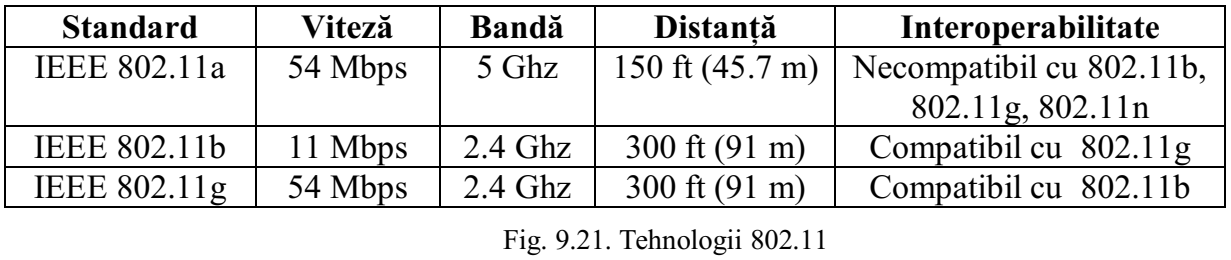 Standard Viteză Bandă Distanță Interoperabilitate
IEEE 802.11a 54 Mbps 5 Ghz 150 ft (45.7 m) Necompatibil cu 802.11b,
802.11g, 802.11n
IEEE 802.11b 11 Mbps 2.4 Ghz 300 ft (91 m) Compatibil cu 802.11g
IEEE 802.11g 54 Mbps 2.4 Ghz 300 ft (91 m) Compatibil cu 802.11b
Fig. 9.21. Tehnologii 802.11